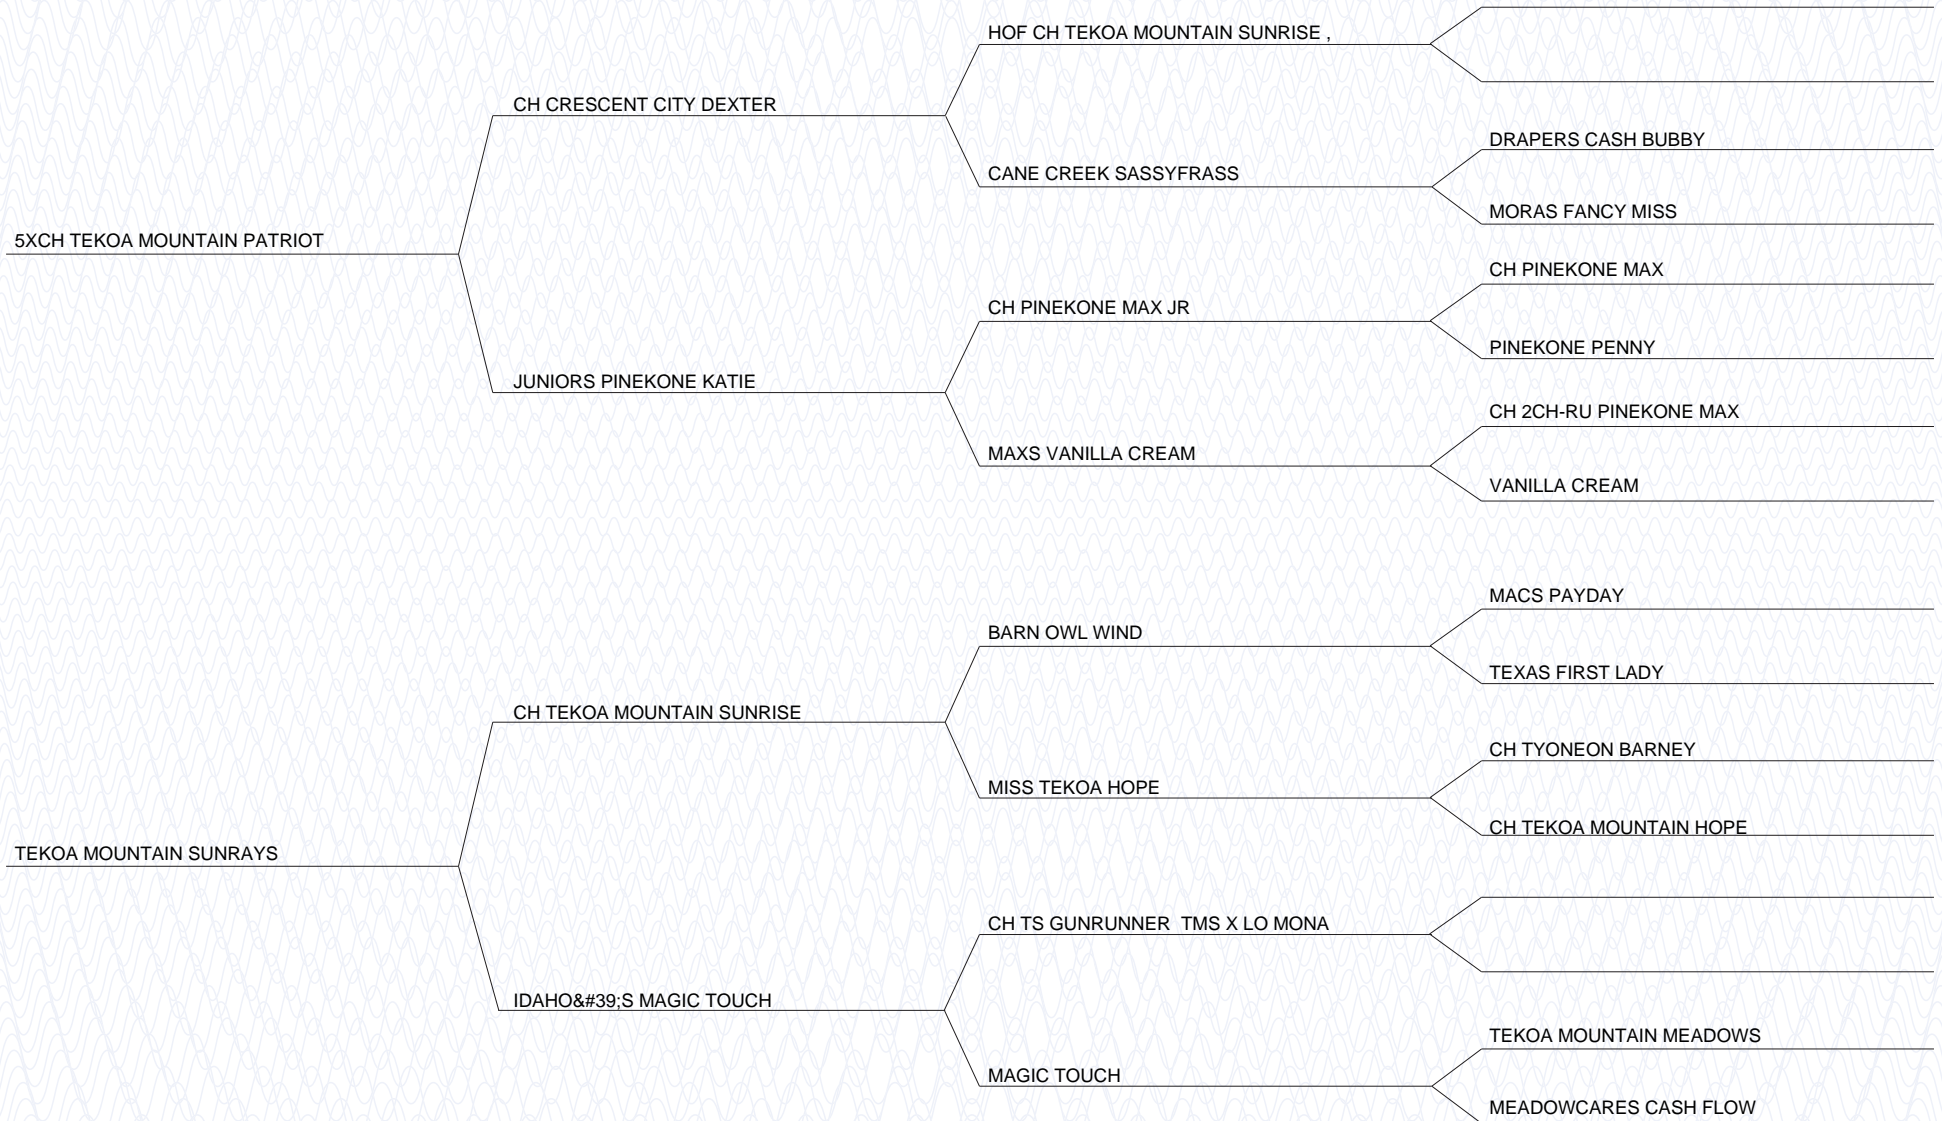 HOF CH TEKOA MOUNTAIN SUNRISE ,
CH CRESCENT CITY DEXTER
DRAPERS CASH BUBBY
CANE CREEK SASSYFRASS
MORAS FANCY MISS
5XCH TEKOA MOUNTAIN PATRIOT
CH PINEKONE MAX
CH PINEKONE MAX JR
PINEKONE PENNY
JUNIORS PINEKONE KATIE
CH 2CH-RU PINEKONE MAX
MAXS VANILLA CREAM
VANILLA CREAM
MACS PAYDAY
BARN OWL WIND
TEXAS FIRST LADY
CH TEKOA MOUNTAIN SUNRISE
CH TYONEON BARNEY
MISS TEKOA HOPE
CH TEKOA MOUNTAIN HOPE
TEKOA MOUNTAIN SUNRAYS
CH TS GUNRUNNER  TMS X LO MONA
IDAHO&#39;S MAGIC TOUCH
TEKOA MOUNTAIN MEADOWS
MAGIC TOUCH
MEADOWCARES CASH FLOW